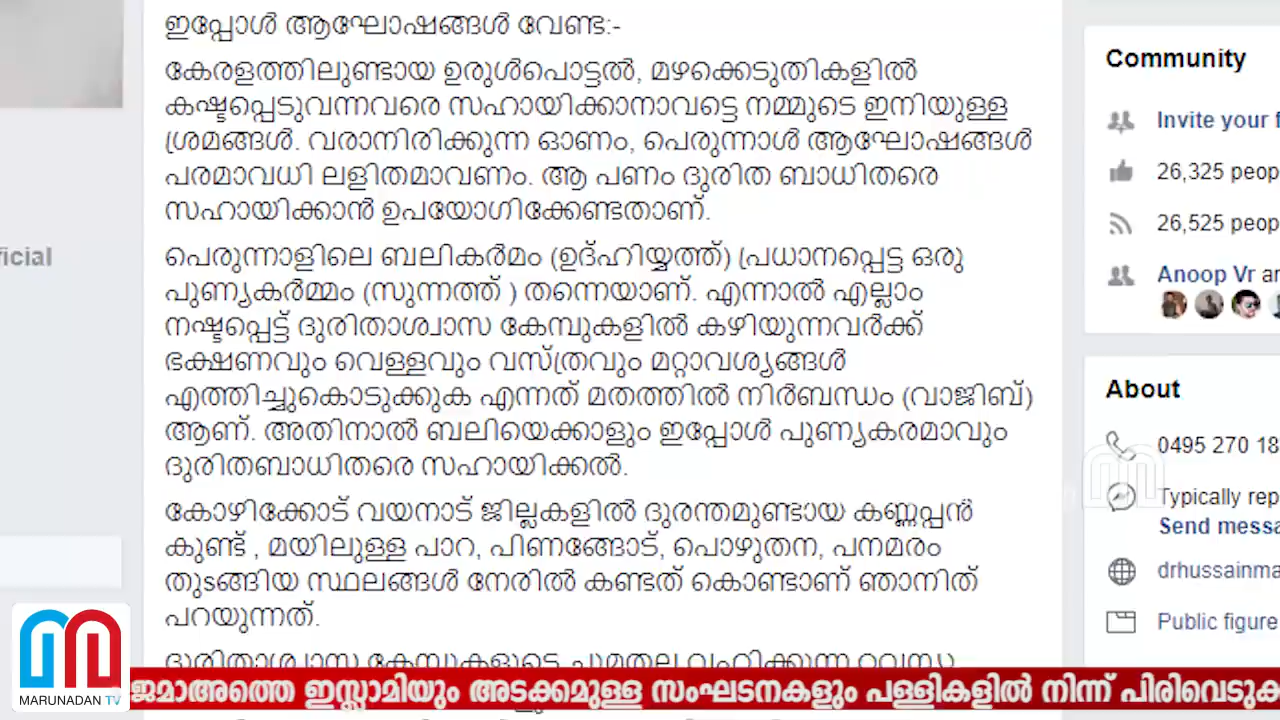 ഇപ്പോൾ ആഘോഷങ്ങൾ വേണ്ട:-
കേരളത്തിലുണ്ടായ ഉരുൾപൊട്ടൽ, മഴക്കെടുതികളിൽ
കഷ്ടപ്പെടുവന്നവരെ സഹായിക്കാനാവട്ടെ നമ്മുടെ ഇനിയുള്ള
ശ്രമങ്ങൾ. വരാനിരിക്കുന്ന ഓണം, പെരുന്നാൾ ആഘോഷങ്ങൾ
പരമാവധി ലളിതമാവണം. ആ പണം ദുരിത ബാധിതരെ
സഹായിക്കാൻ ഉപയോഗിക്കേണ്ടതാണ്.
പെരുന്നാളിലെ ബലികർമം (ഉദ്ഹിയ്യത്ത്) പ്രധാനപ്പെട്ട ഒരു
പുണ്യകർമ്മം (സുന്നത്ത് ) തന്നെയാണ്. എന്നാൽ എല്ലാം
നഷ്ടപ്പെട്ട് ദുരിതാശ്വാസ കേമ്പുകളിൽ കഴിയുന്നവർക്ക്
ഭക്ഷണവും വെള്ളവും വസ്ത്രവും മറ്റാവശ്യങ്ങൾ
എത്തിച്ചുകൊടുക്കുക എന്നത് മതത്തിൽ നിർബന്ധം (വാജിബ്)
ആണ്. അതിനാൽ ബലിയെക്കാളും ഇപ്പോൾ പുണ്യകരമാവും
ദുരിതബാധിതരെ സഹായിക്കൽ.
കോഴിക്കോട് വയനാട് ജില്ലകളിൽ ദുരന്തമുണ്ടായ കണ്ണപ്പൻ
കുണ്ട് , മയിലുള്ള പാറ, പിണങ്ങോട്, പൊഴുതന, പനമരം
തുടങ്ങിയ സ്ഥലങ്ങൾ നേരിൽ കണ്ടത് കൊണ്ടാണ് ഞാനിത്
പറയുന്നത്.
ദുരിതാശ്വാസ കേമ്പുകളുടെ ചുമതല വഹിക്കുന്ന റവന്യൂ
ficial
Community
Invite your f
26,325 peop
26,525 peop
Anoop Vr an
About
0495 270 18
Typically rep
Send messa
drhussainma
Public figure
MARUNADAN TV
ജമാഅത്തെ ഇസ്ലാമിയും അടക്കമുള്ള സംഘടനകളും പള്ളികളിൽ നിന്ന് പിരിവെടുക